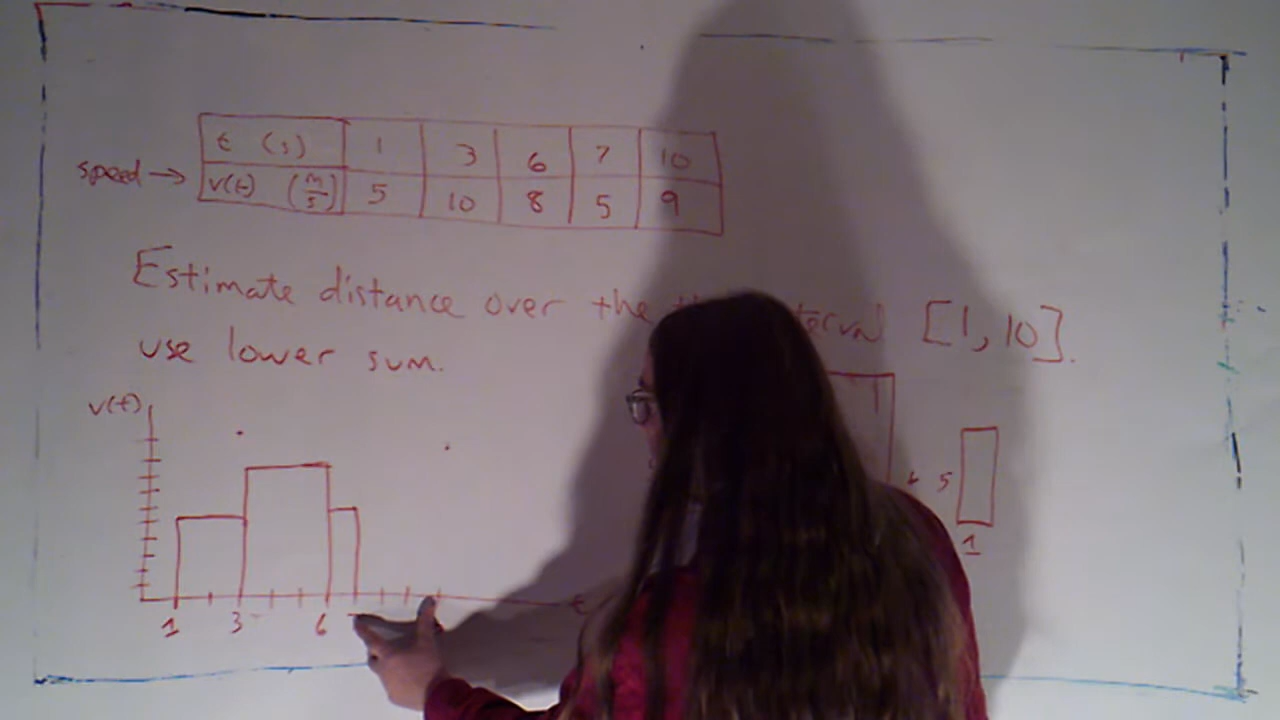 t (s) 1 3 6 7 10
speed → v(t) (m/s) 5 10 8 5 9
Estimate distance over the [1, 10].
use lower sum.
v(t)
5
1
t
1 3 6